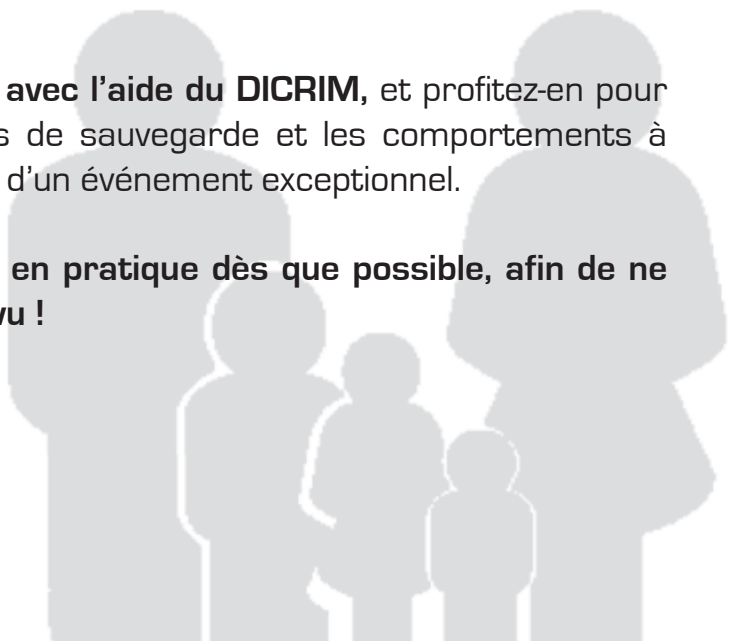 avec l’aide du DICRIM, et profitez-en pour
s de sauvegarde et les comportements à
d’un événement exceptionnel.
en pratique dès que possible, afin de ne
vu !